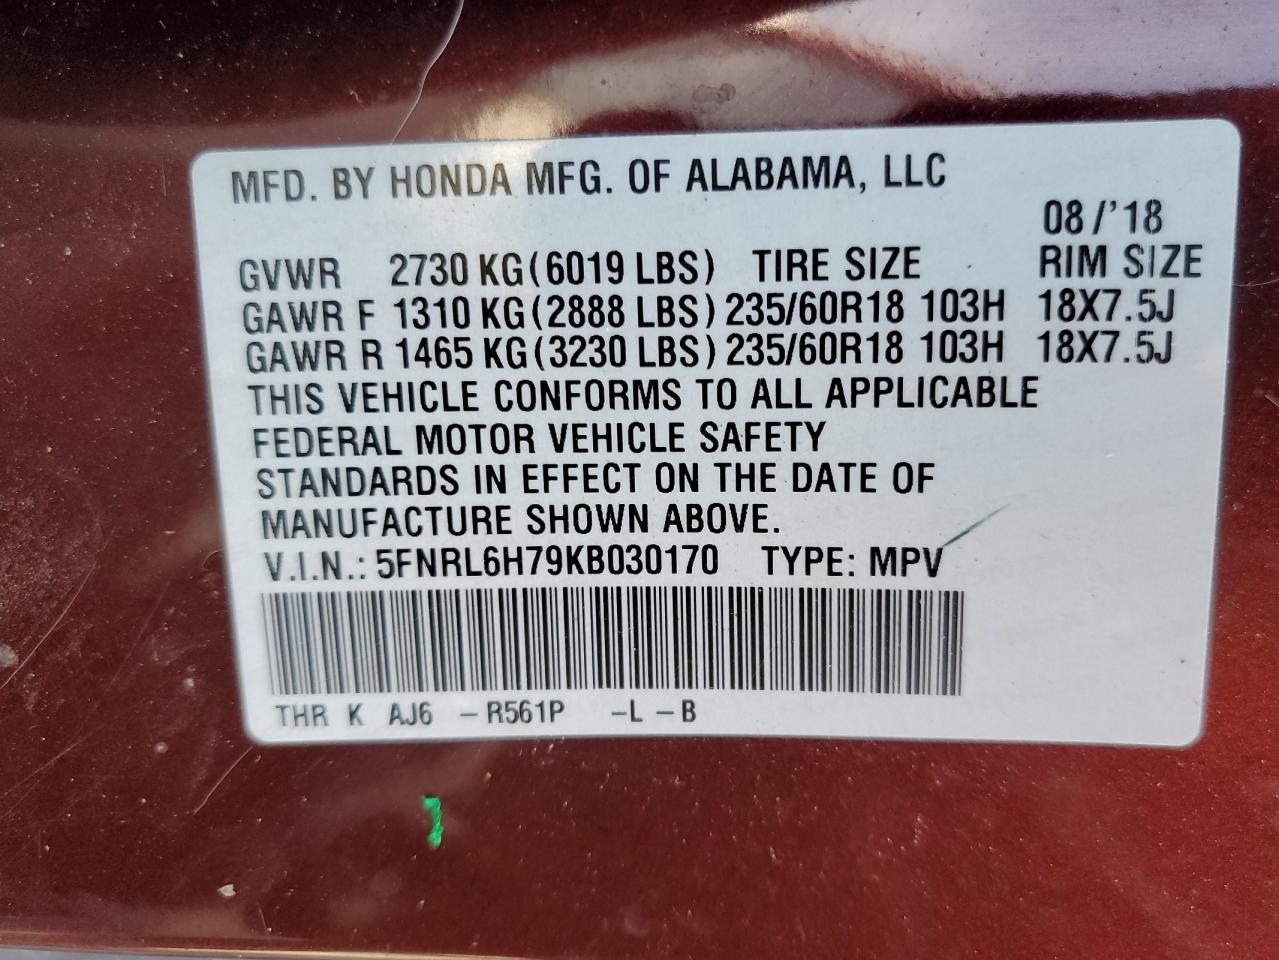 MFD. BY HONDA MFG. OF ALABAMA, LLC
08/'18
GVWR 2730 KG(6019 LBS) TIRE SIZE RIM SIZE
GAWR F 1310 KG(2888 LBS) 235/60R18 103H 18X7.5J
GAWR R 1465 KG(3230 LBS) 235/60R18 103H 18X7.5J
THIS VEHICLE CONFORMS TO ALL APPLICABLE
FEDERAL MOTOR VEHICLE SAFETY
STANDARDS IN EFFECT ON THE DATE OF
MANUFACTURE SHOWN ABOVE.
V.I.N.: 5FNRL6H79KB030170 TYPE: MPV
THR K AJ6 -R561P -L -B